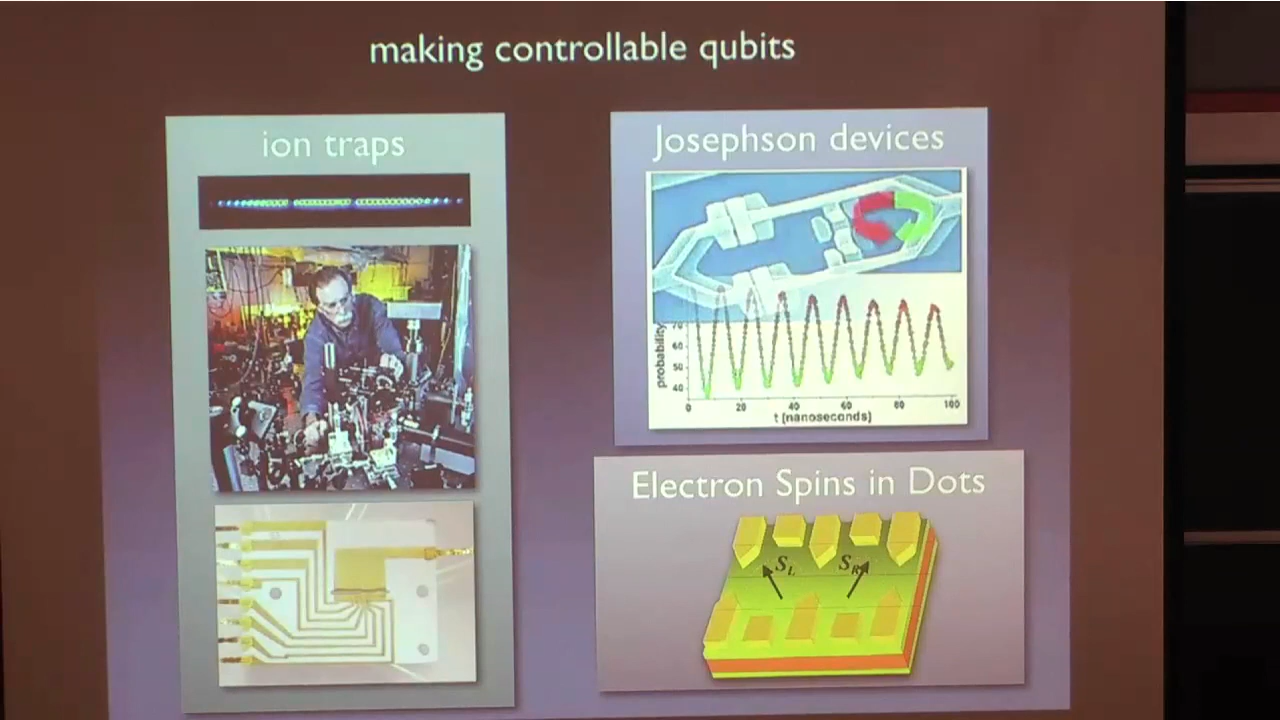 making controllable qubits
ion traps
Josephson devices
probability
60
50
40
0 20 40 60 80 100
t [nanoseconds]
Electron Spins in Dots
S_L S_R